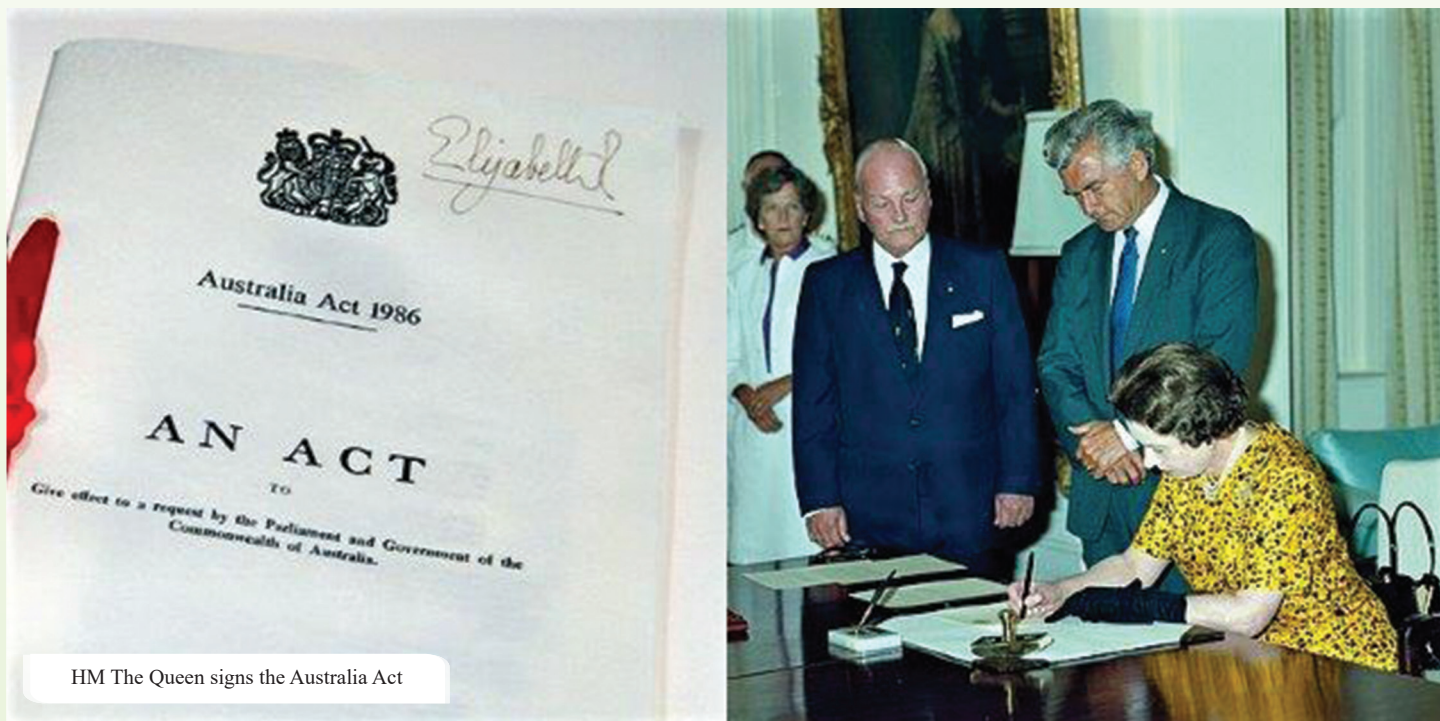 Elizabeth R
Australia Act 1986
AN ACT
TO
Give effect to a request by the Parliament and Government of the
Commonwealth of Australia.
HM The Queen signs the Australia Act